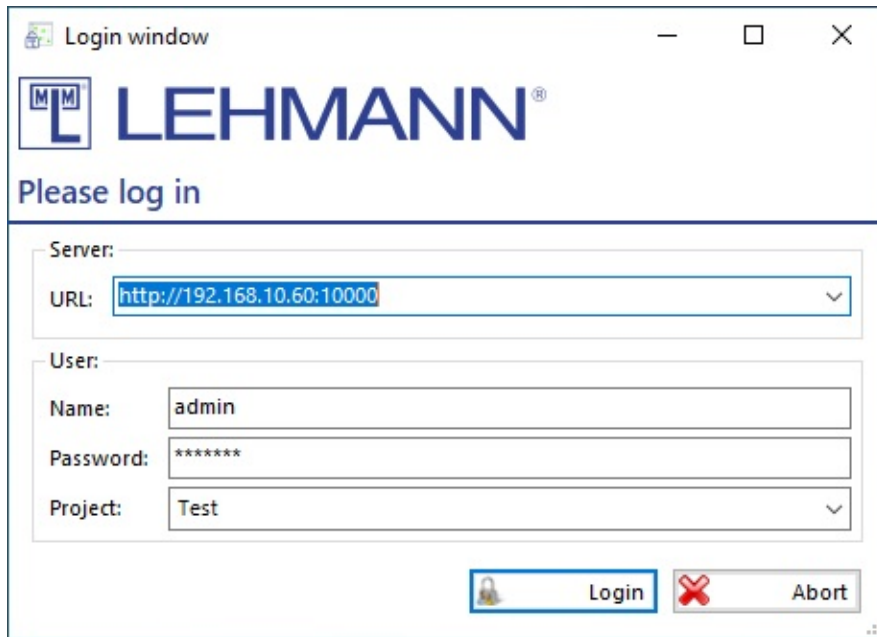 Login window
MM
L LEHMANN®
Please log in
Server:
URL: http://192.168.10.60:10000
User:
Name: admin
Password: *******
Project: Test
Login Abort